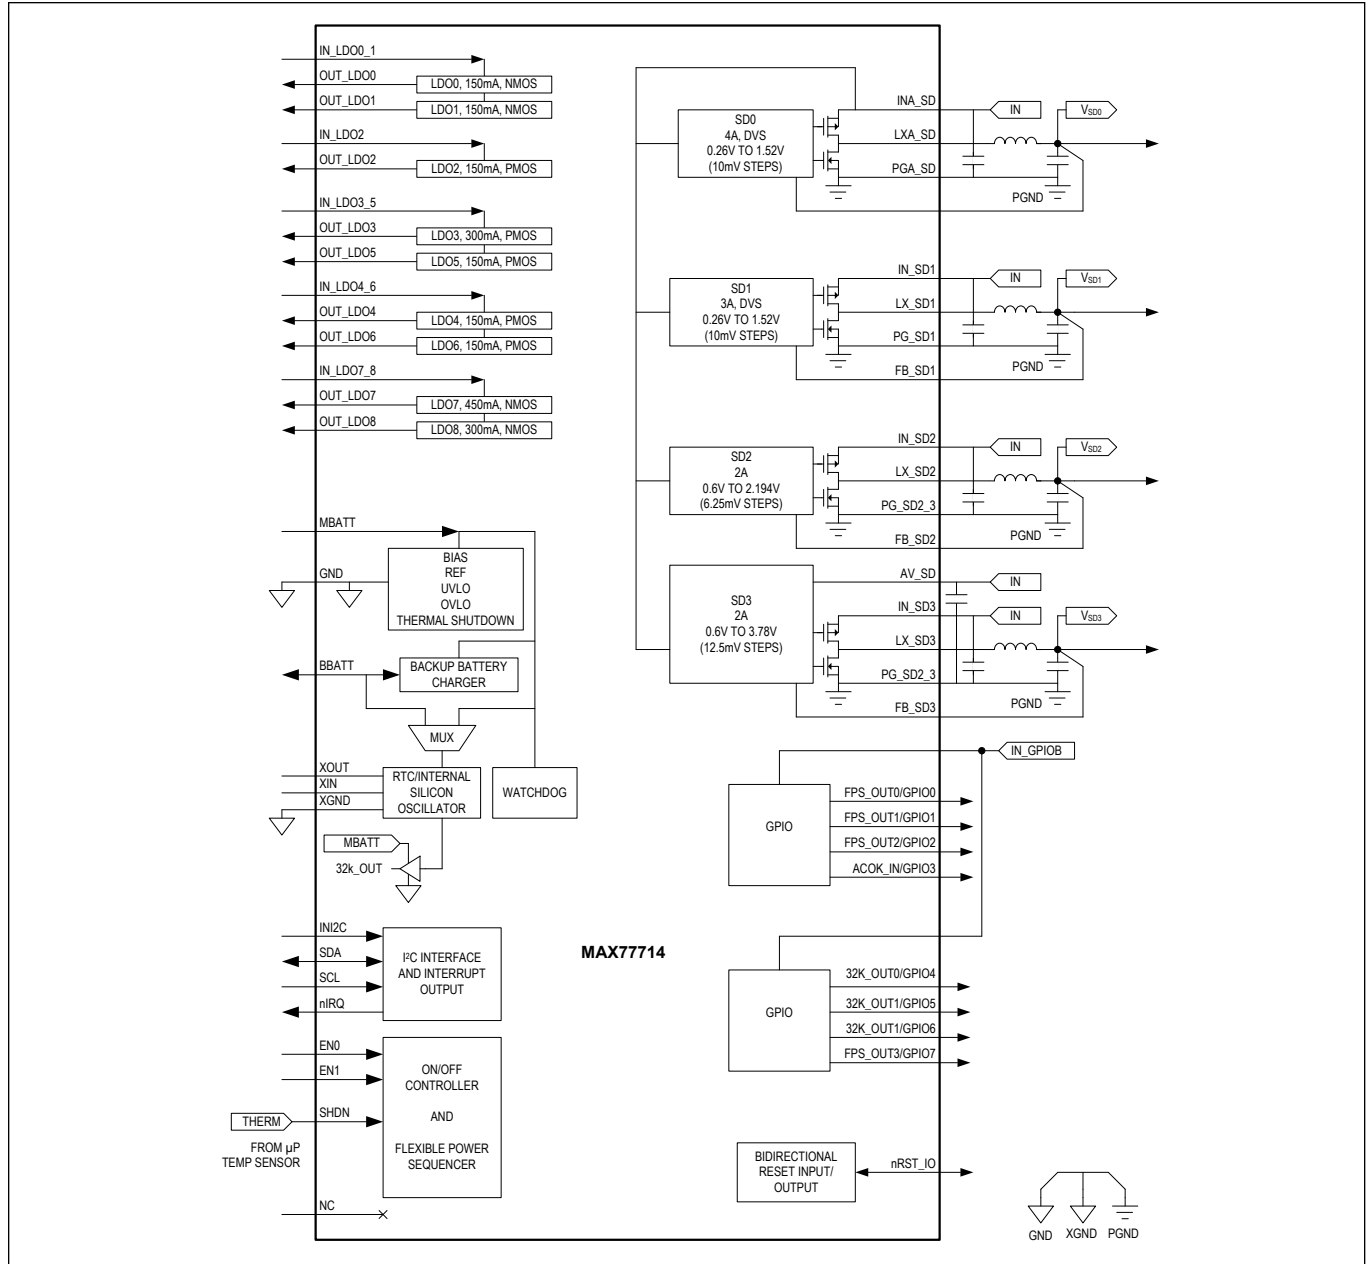 IN_LDO0_1
OUT_LDO0
LDO0, 150mA, NMOS
OUT_LDO1
LDO1, 150mA, NMOS
IN_LDO2
OUT_LDO2
LDO2, 150mA, PMOS
IN_LDO3_5
OUT_LDO3
LDO3, 300mA, PMOS
OUT_LDO5
LDO5, 150mA, PMOS
IN_LDO4_6
OUT_LDO4
LDO4, 150mA, PMOS
OUT_LDO6
LDO6, 150mA, PMOS
IN_LDO7_8
OUT_LDO7
LDO7, 450mA, NMOS
OUT_LDO8
LDO8, 300mA, NMOS
MBATT
GND
BIAS
REF
UVLO
OVLO
THERMAL SHUTDOWN
BBATT
BACKUP BATTERY
CHARGER
MUX
XOUT
XIN
XGND
RTC/INTERNAL
SILICON
OSCILLATOR
WATCHDOG
MBATT
32k_OUT
INI2C
SDA
SCL
nIRQ
I²C INTERFACE
AND INTERRUPT
OUTPUT
EN0
EN1
SHDN
THERM
FROM µP
TEMP SENSOR
ON/OFF
CONTROLLER
AND
FLEXIBLE POWER
SEQUENCER
NC
MAX77714
SD0
4A, DVS
0.26V TO 1.52V
(10mV STEPS)
INA_SD
LXA_SD
PGA_SD
IN
VSD0
PGND
SD1
3A, DVS
0.26V TO 1.52V
(10mV STEPS)
IN_SD1
LX_SD1
PG_SD1
FB_SD1
IN
VSD1
PGND
SD2
2A
0.6V TO 2.194V
(6.25mV STEPS)
IN_SD2
LX_SD2
PG_SD2_3
FB_SD2
IN
VSD2
PGND
SD3
2A
0.6V TO 3.78V
(12.5mV STEPS)
AV_SD
IN_SD3
LX_SD3
PG_SD2_3
FB_SD3
IN
IN
VSD3
PGND
IN_GPIOB
GPIO
FPS_OUT0/GPIO0
FPS_OUT1/GPIO1
FPS_OUT2/GPIO2
ACOK_IN/GPIO3
GPIO
32K_OUT0/GPIO4
32K_OUT1/GPIO5
32K_OUT1/GPIO6
FPS_OUT3/GPIO7
BIDIRECTIONAL
RESET INPUT/
OUTPUT
nRST_IO
GND
XGND
PGND